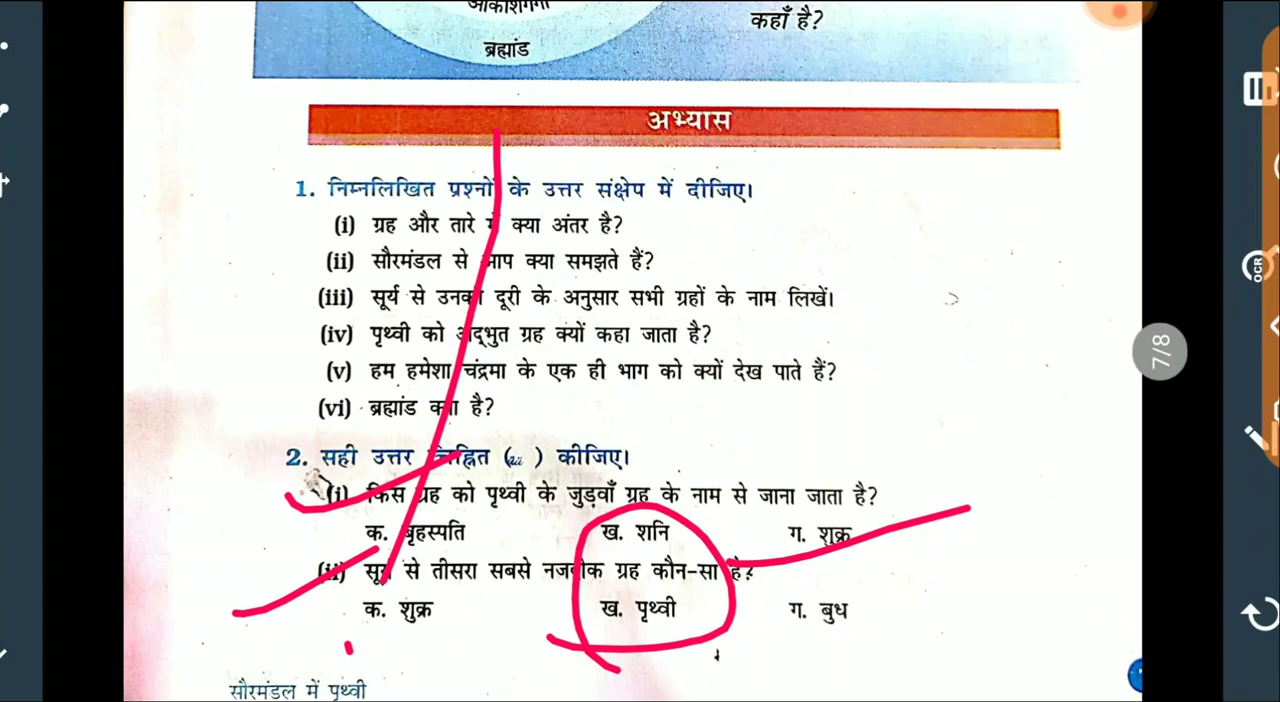 आकाशगंगा
ब्रह्मांड
कहाँ है?
अभ्यास
1. निम्नलिखित प्रश्नों के उत्तर संक्षेप में दीजिए।
(i) ग्रह और तारे में क्या अंतर है?
(ii) सौरमंडल से आप क्या समझते हैं?
(iii) सूर्य से उनकी दूरी के अनुसार सभी ग्रहों के नाम लिखें।
(iv) पृथ्वी को अद्भुत ग्रह क्यों कहा जाता है?
(v) हम हमेशा चंद्रमा के एक ही भाग को क्यों देख पाते हैं?
(vi) ब्रह्मांड क्या है?
2. सही उत्तर चिह्नित ( ) कीजिए।
(i) किस ग्रह को पृथ्वी के जुड़वाँ ग्रह के नाम से जाना जाता है?
क. बृहस्पति ख. शनि ग. शुक्र
(ii) सूर्य से तीसरा सबसे नजदीक ग्रह कौन-सा है?
क. शुक्र ख. पृथ्वी ग. बुध
सौरमंडल में पृथ्वी
7/8
OCR